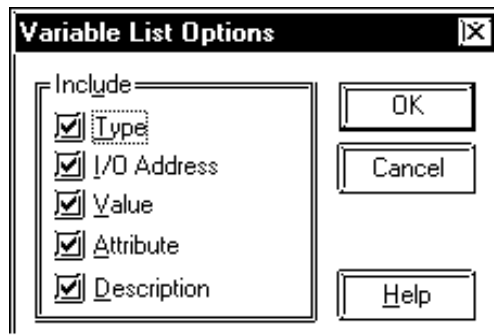 Variable List Options
Include
Type
I/O Address
Value
Attribute
Description
OK
Cancel
Help